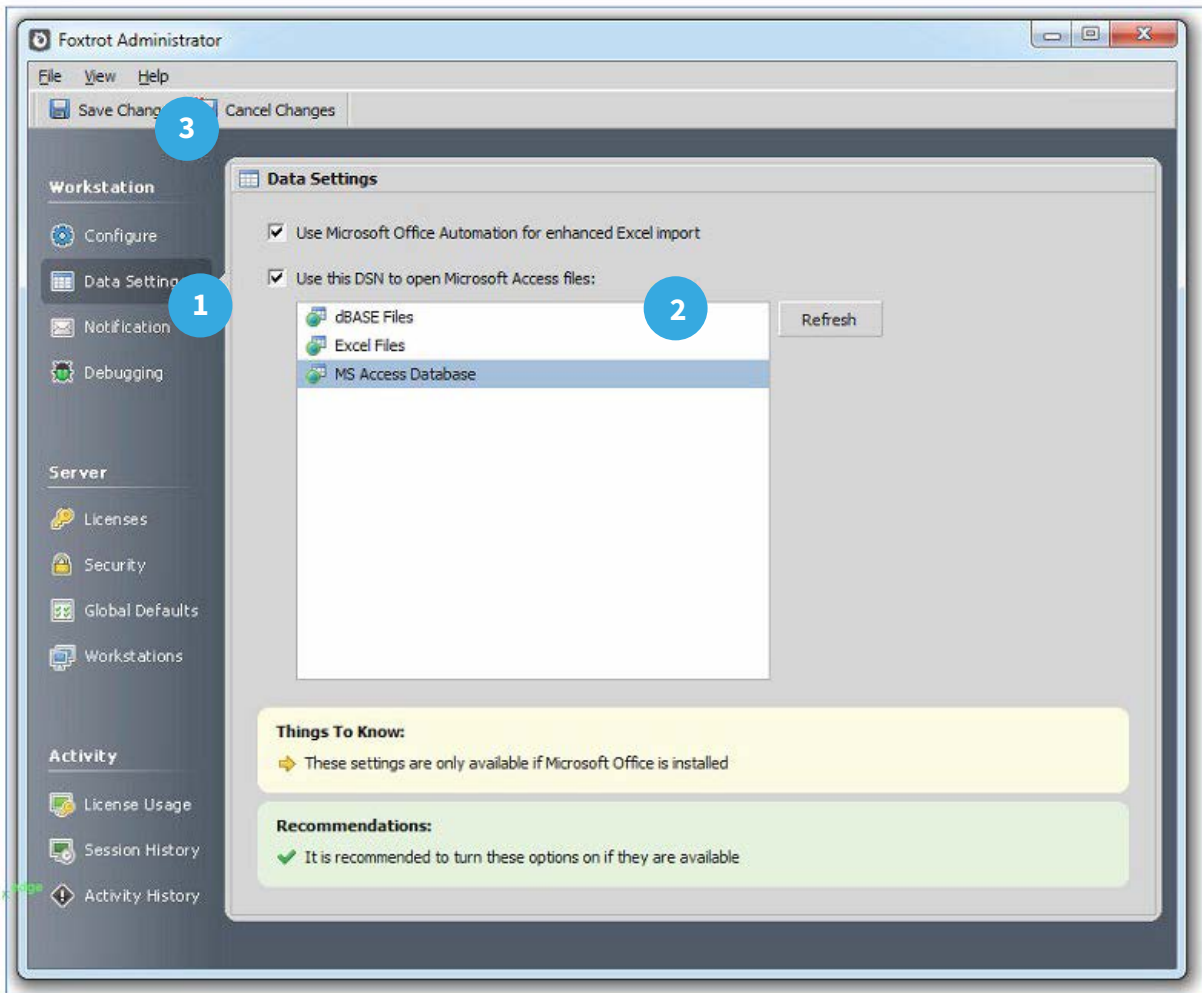 Foxtrot Administrator
File View Help
Save Chang Cancel Changes
3
Workstation
Configure
Data Setting
1
Notification
Debugging
Server
Licenses
Security
Global Defaults
Workstations
Activity
License Usage
Session History
Activity History
edge
Data Settings
Use Microsoft Office Automation for enhanced Excel import
Use this DSN to open Microsoft Access files:
2
dBASE Files
Excel Files
MS Access Database
Refresh
Things To Know:
These settings are only available if Microsoft Office is installed
Recommendations:
It is recommended to turn these options on if they are available